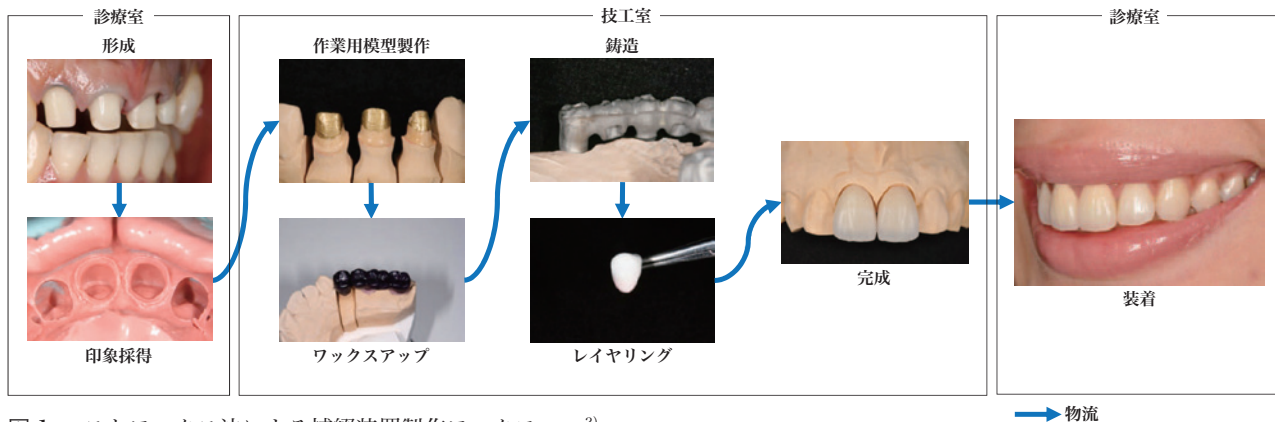 診療室
技工室
診療室
形成
作業用模型製作
鋳造
印象採得
ワックスアップ
レイヤリング
完成
装着
物流